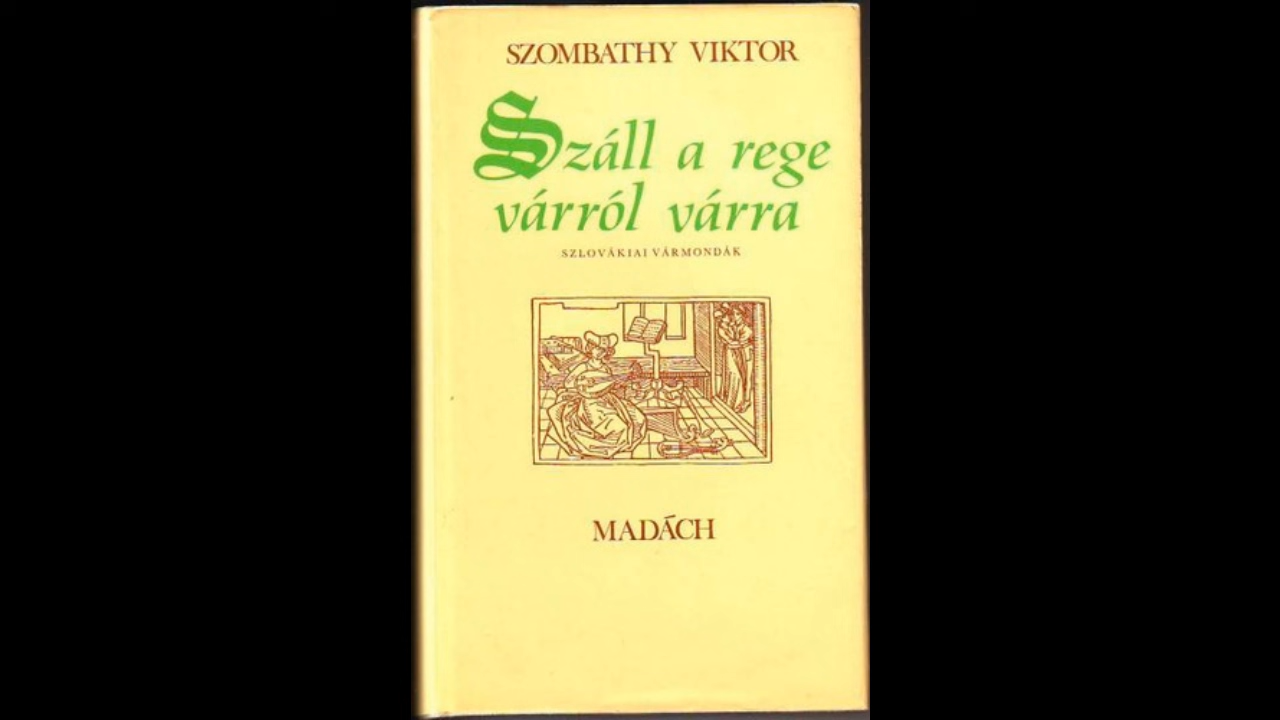 SZOMBATHY VIKTOR
Száll a rege
várról várra
SZLOVÁKIAI VÁRMONDÁK
MADÁCH